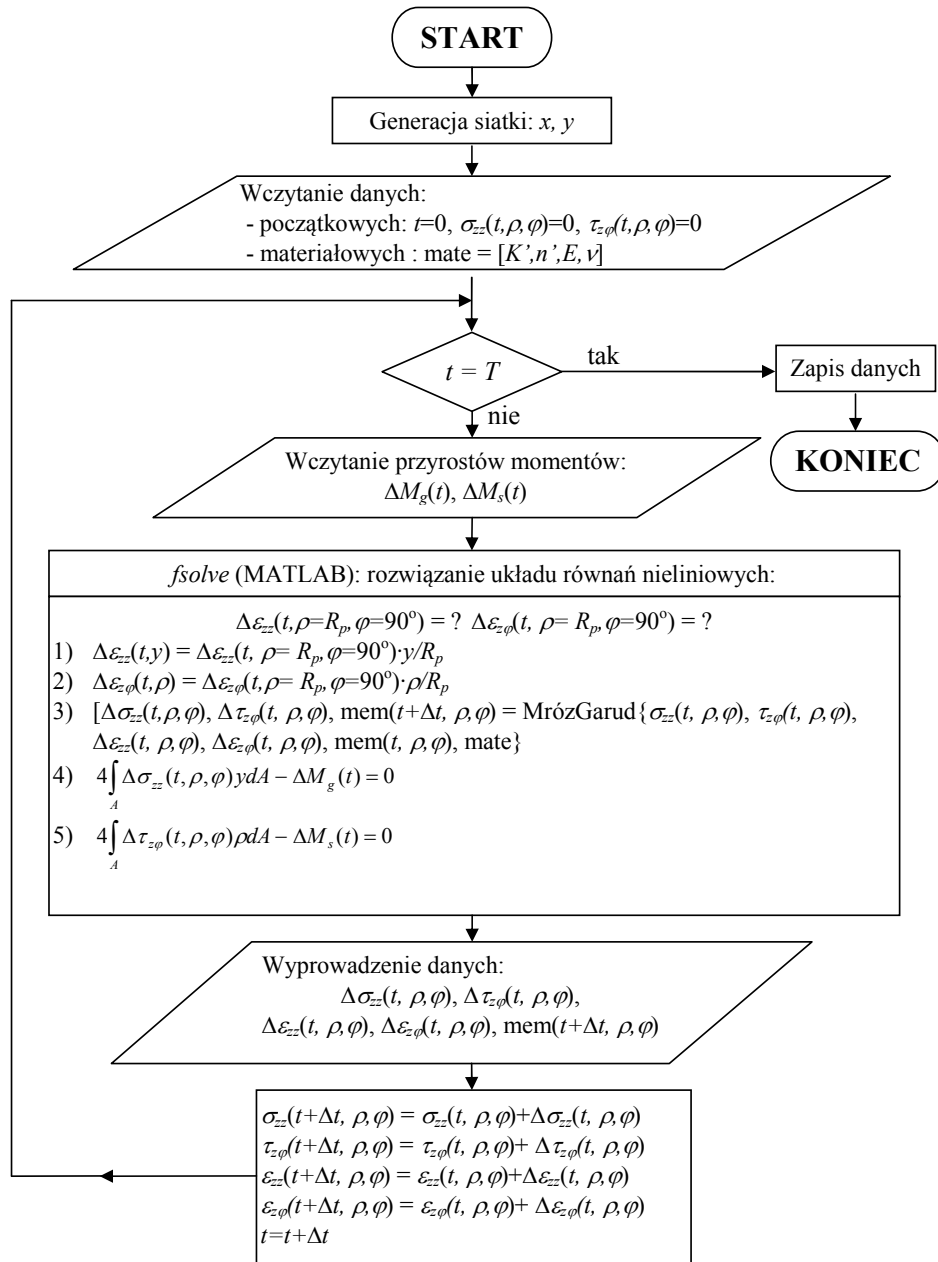 START
Generacja siatki: x, y
Wczytanie danych:
- początkowych: t=0, σzz(t,ρ,φ)=0, τzφ(t,ρ,φ)=0
- materiałowych : mate = [K’,n’,E,ν]
t = T
tak
Zapis danych
nie
KONIEC
Wczytanie przyrostów momentów:
ΔMg(t), ΔMs(t)
fsolve (MATLAB): rozwiązanie układu równań nieliniowych:
Δεzz(t,ρ=Rp,φ=90°) = ? Δεzφ(t, ρ= Rp,φ=90°) = ?
1) Δεzz(t,y) = Δεzz(t, ρ= Rp,φ=90°)·y/Rp
2) Δεzφ(t,ρ) = Δεzφ(t,ρ= Rp,φ=90°)·ρ/Rp
3) [Δσzz(t,ρ,φ), Δτzφ(t, ρ,φ), mem(t+Δt, ρ,φ) = MrózGarud{σzz(t, ρ,φ), τzφ(t, ρ,φ),
Δεzz(t, ρ,φ), Δεzφ(t, ρ,φ), mem(t, ρ,φ), mate}
4) 4∫A Δσzz(t, ρ,φ) ydA − ΔMg(t) = 0
5) 4∫A Δτzφ(t, ρ,φ)ρdA − ΔMs(t) = 0
Wyprowadzenie danych:
Δσzz(t, ρ,φ), Δτzφ(t, ρ,φ),
Δεzz(t, ρ,φ), Δεzφ(t, ρ,φ), mem(t+Δt, ρ,φ)
σzz(t+Δt, ρ,φ) = σzz(t, ρ,φ)+Δσzz(t, ρ,φ)
τzφ(t+Δt, ρ,φ) = τzφ(t, ρ,φ)+ Δτzφ(t, ρ,φ)
εzz(t+Δt, ρ,φ) = εzz(t, ρ,φ)+Δεzz(t, ρ,φ)
εzφ(t+Δt, ρ,φ) = εzφ(t, ρ,φ)+ Δεzφ(t, ρ,φ)
t=t+Δt